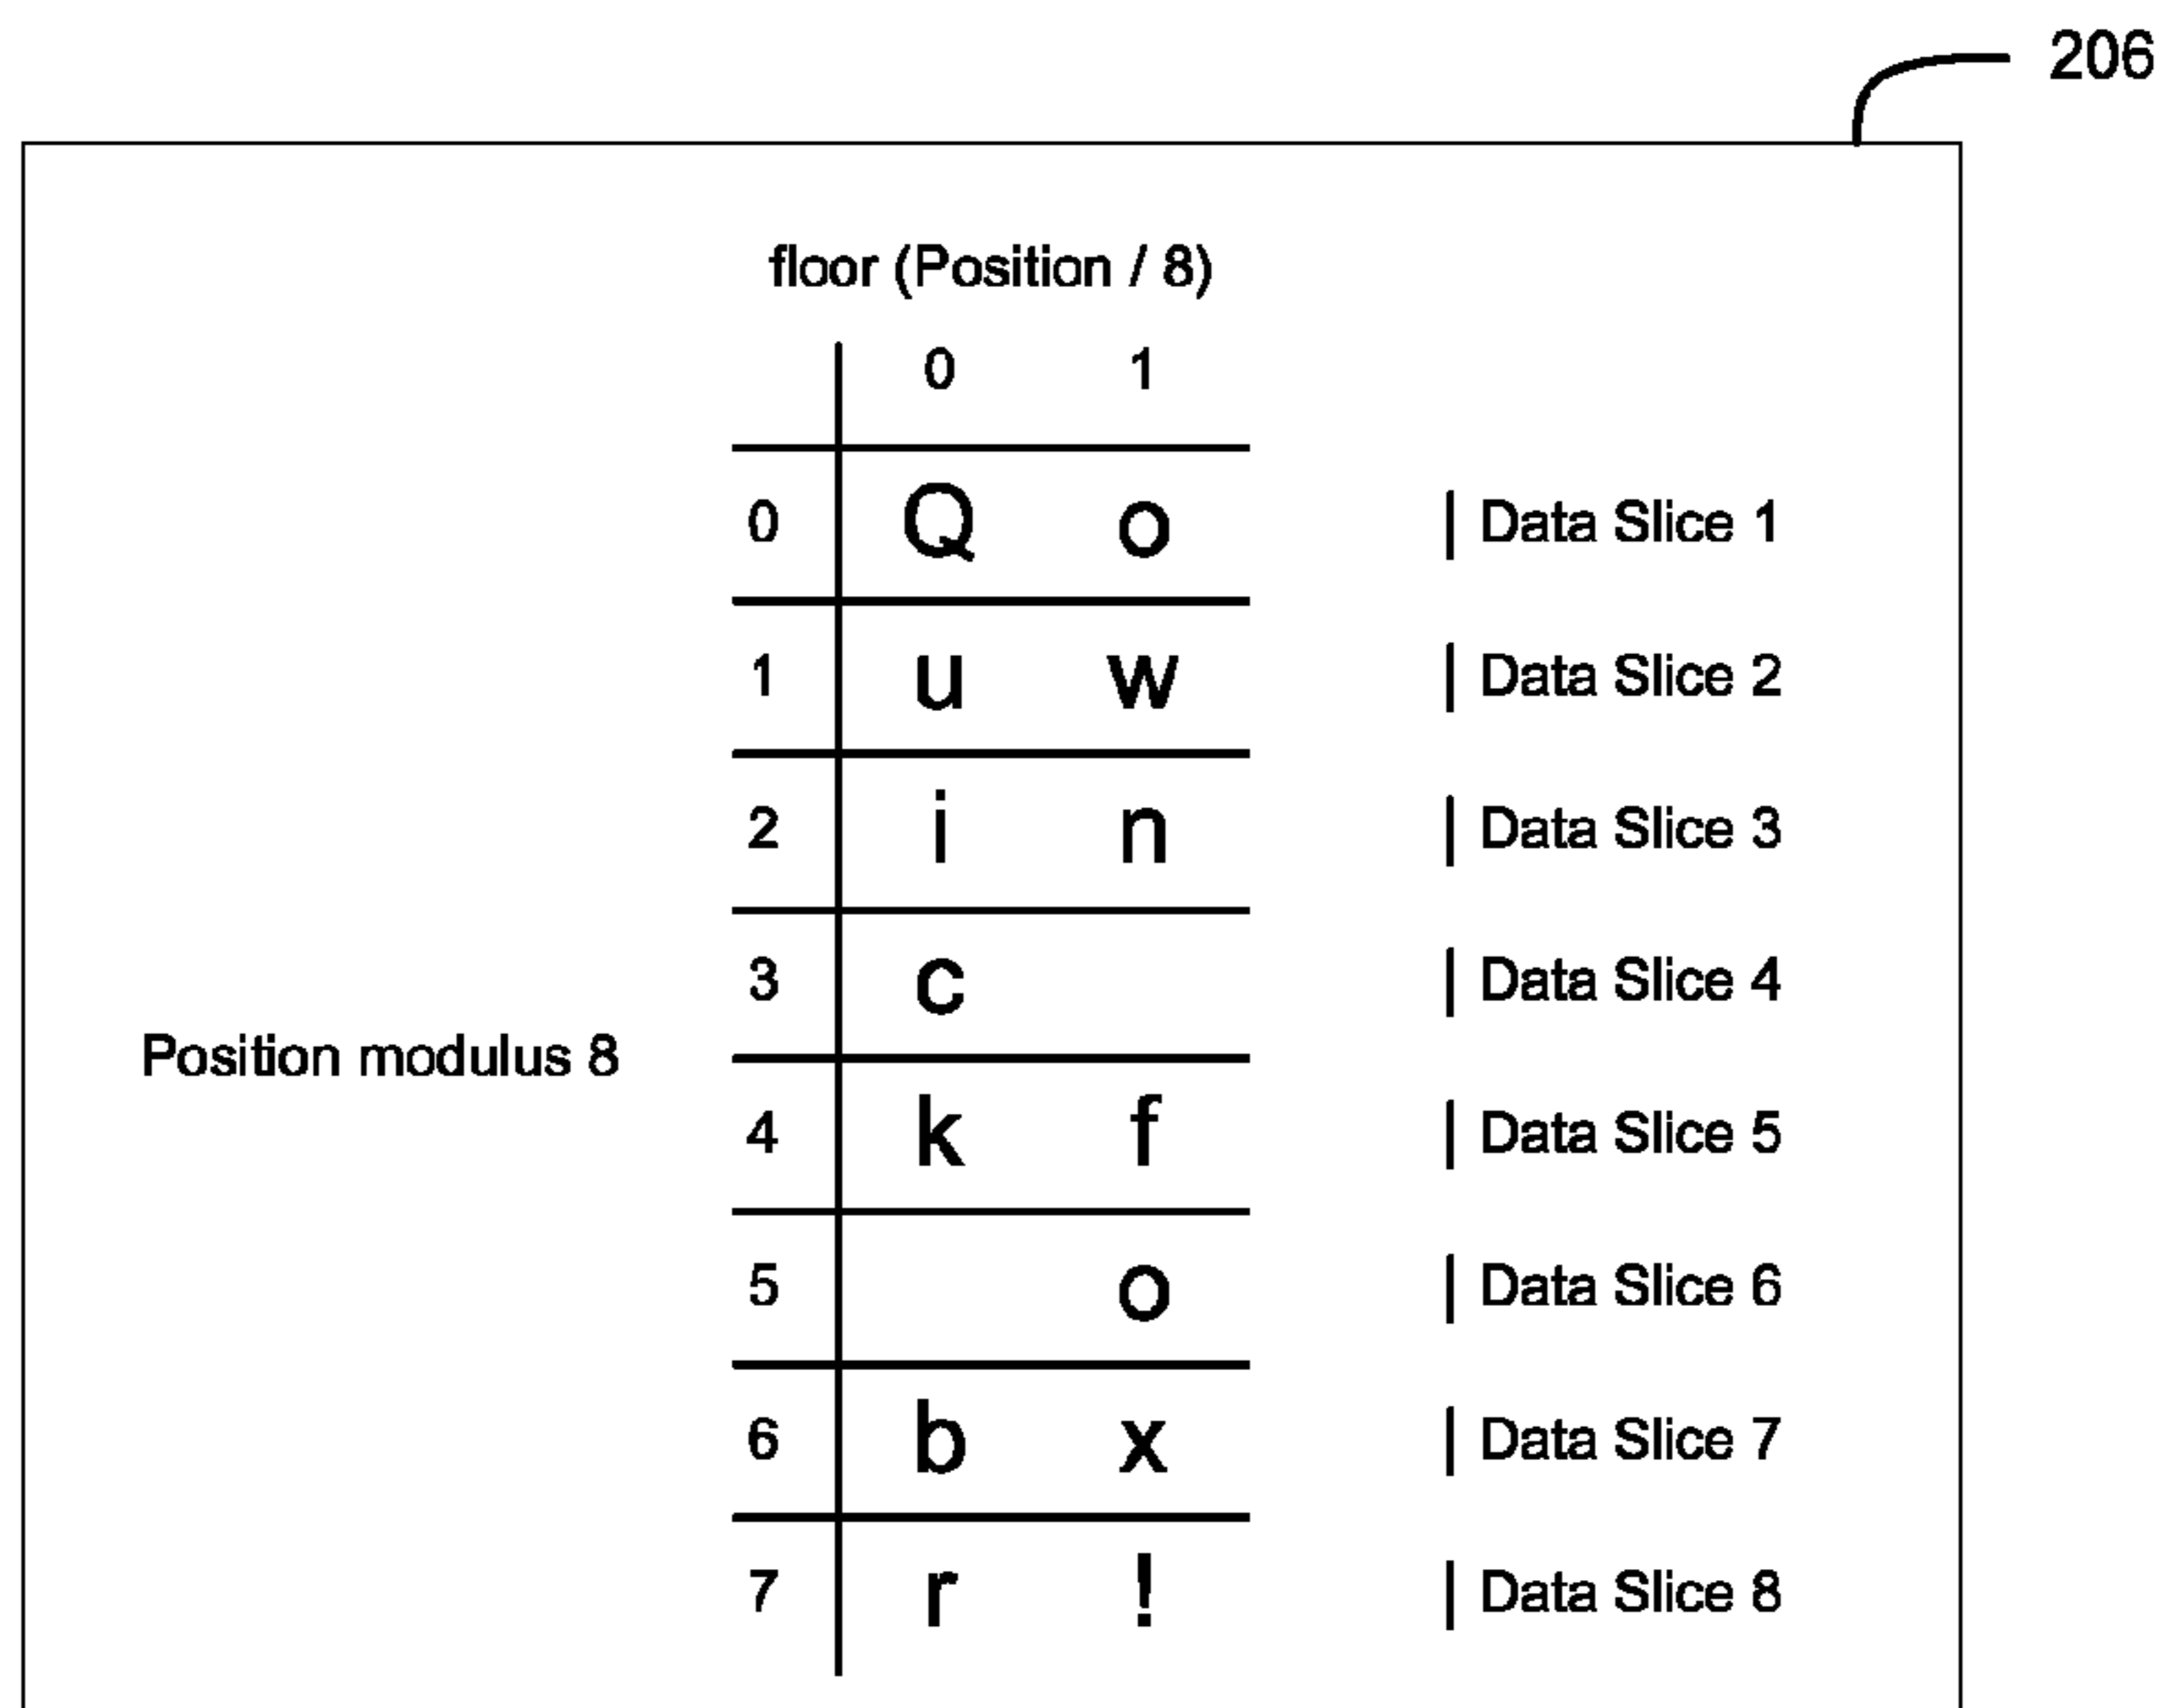 206
floor (Position / 8)
0 1
0 Q o | Data Slice 1
1 u w | Data Slice 2
2 i n | Data Slice 3
3 c | Data Slice 4
Position modulus 8
4 k f | Data Slice 5
5 o | Data Slice 6
6 b x | Data Slice 7
7 r ! | Data Slice 8